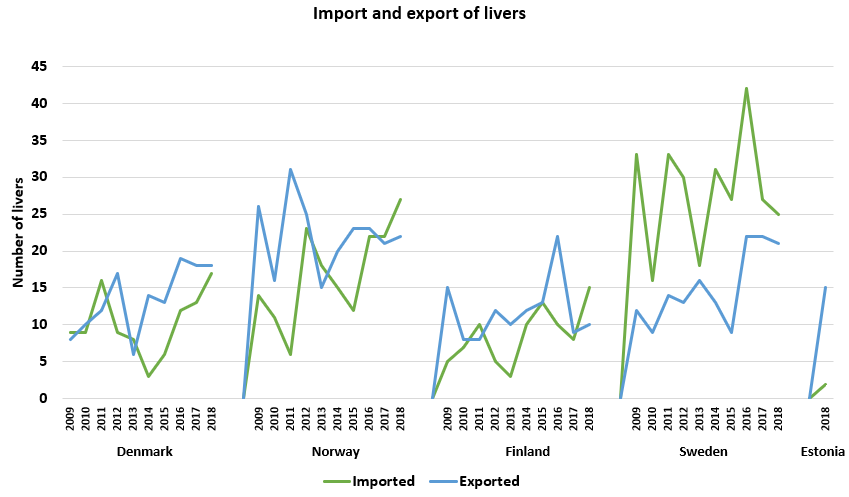 Import and export of livers
Number of livers
45
40
35
30
25
20
15
10
5
0
2009 2010 2011 2012 2013 2014 2015 2016 2017 2018
2009 2010 2011 2012 2013 2014 2015 2016 2017 2018
2009 2010 2011 2012 2013 2014 2015 2016 2017 2018
2009 2010 2011 2012 2013 2014 2015 2016 2017 2018
2018
Denmark Norway Finland Sweden Estonia
Imported Exported